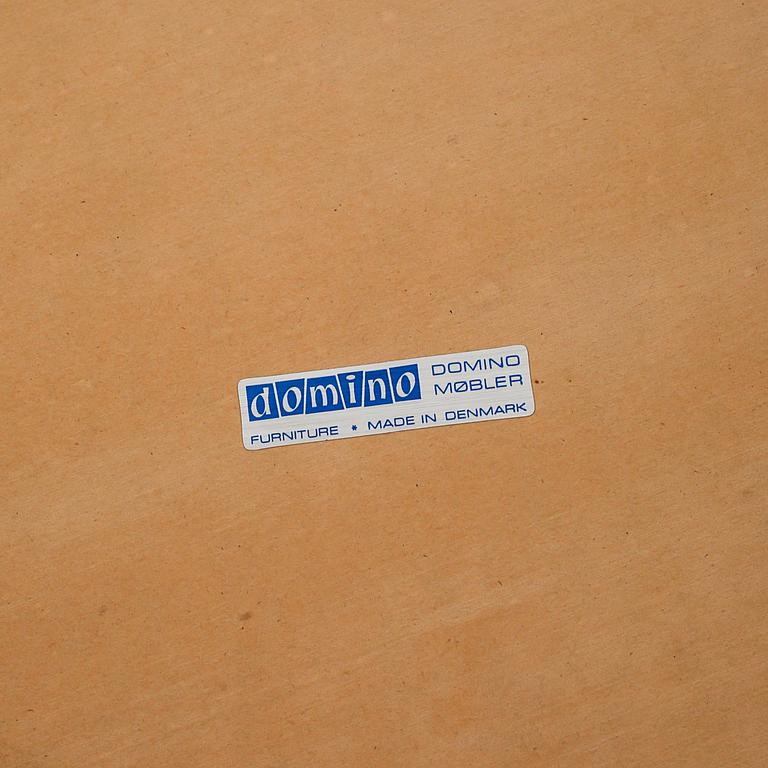 domino
DOMINO
MØBLER
FURNITURE * MADE IN DENMARK